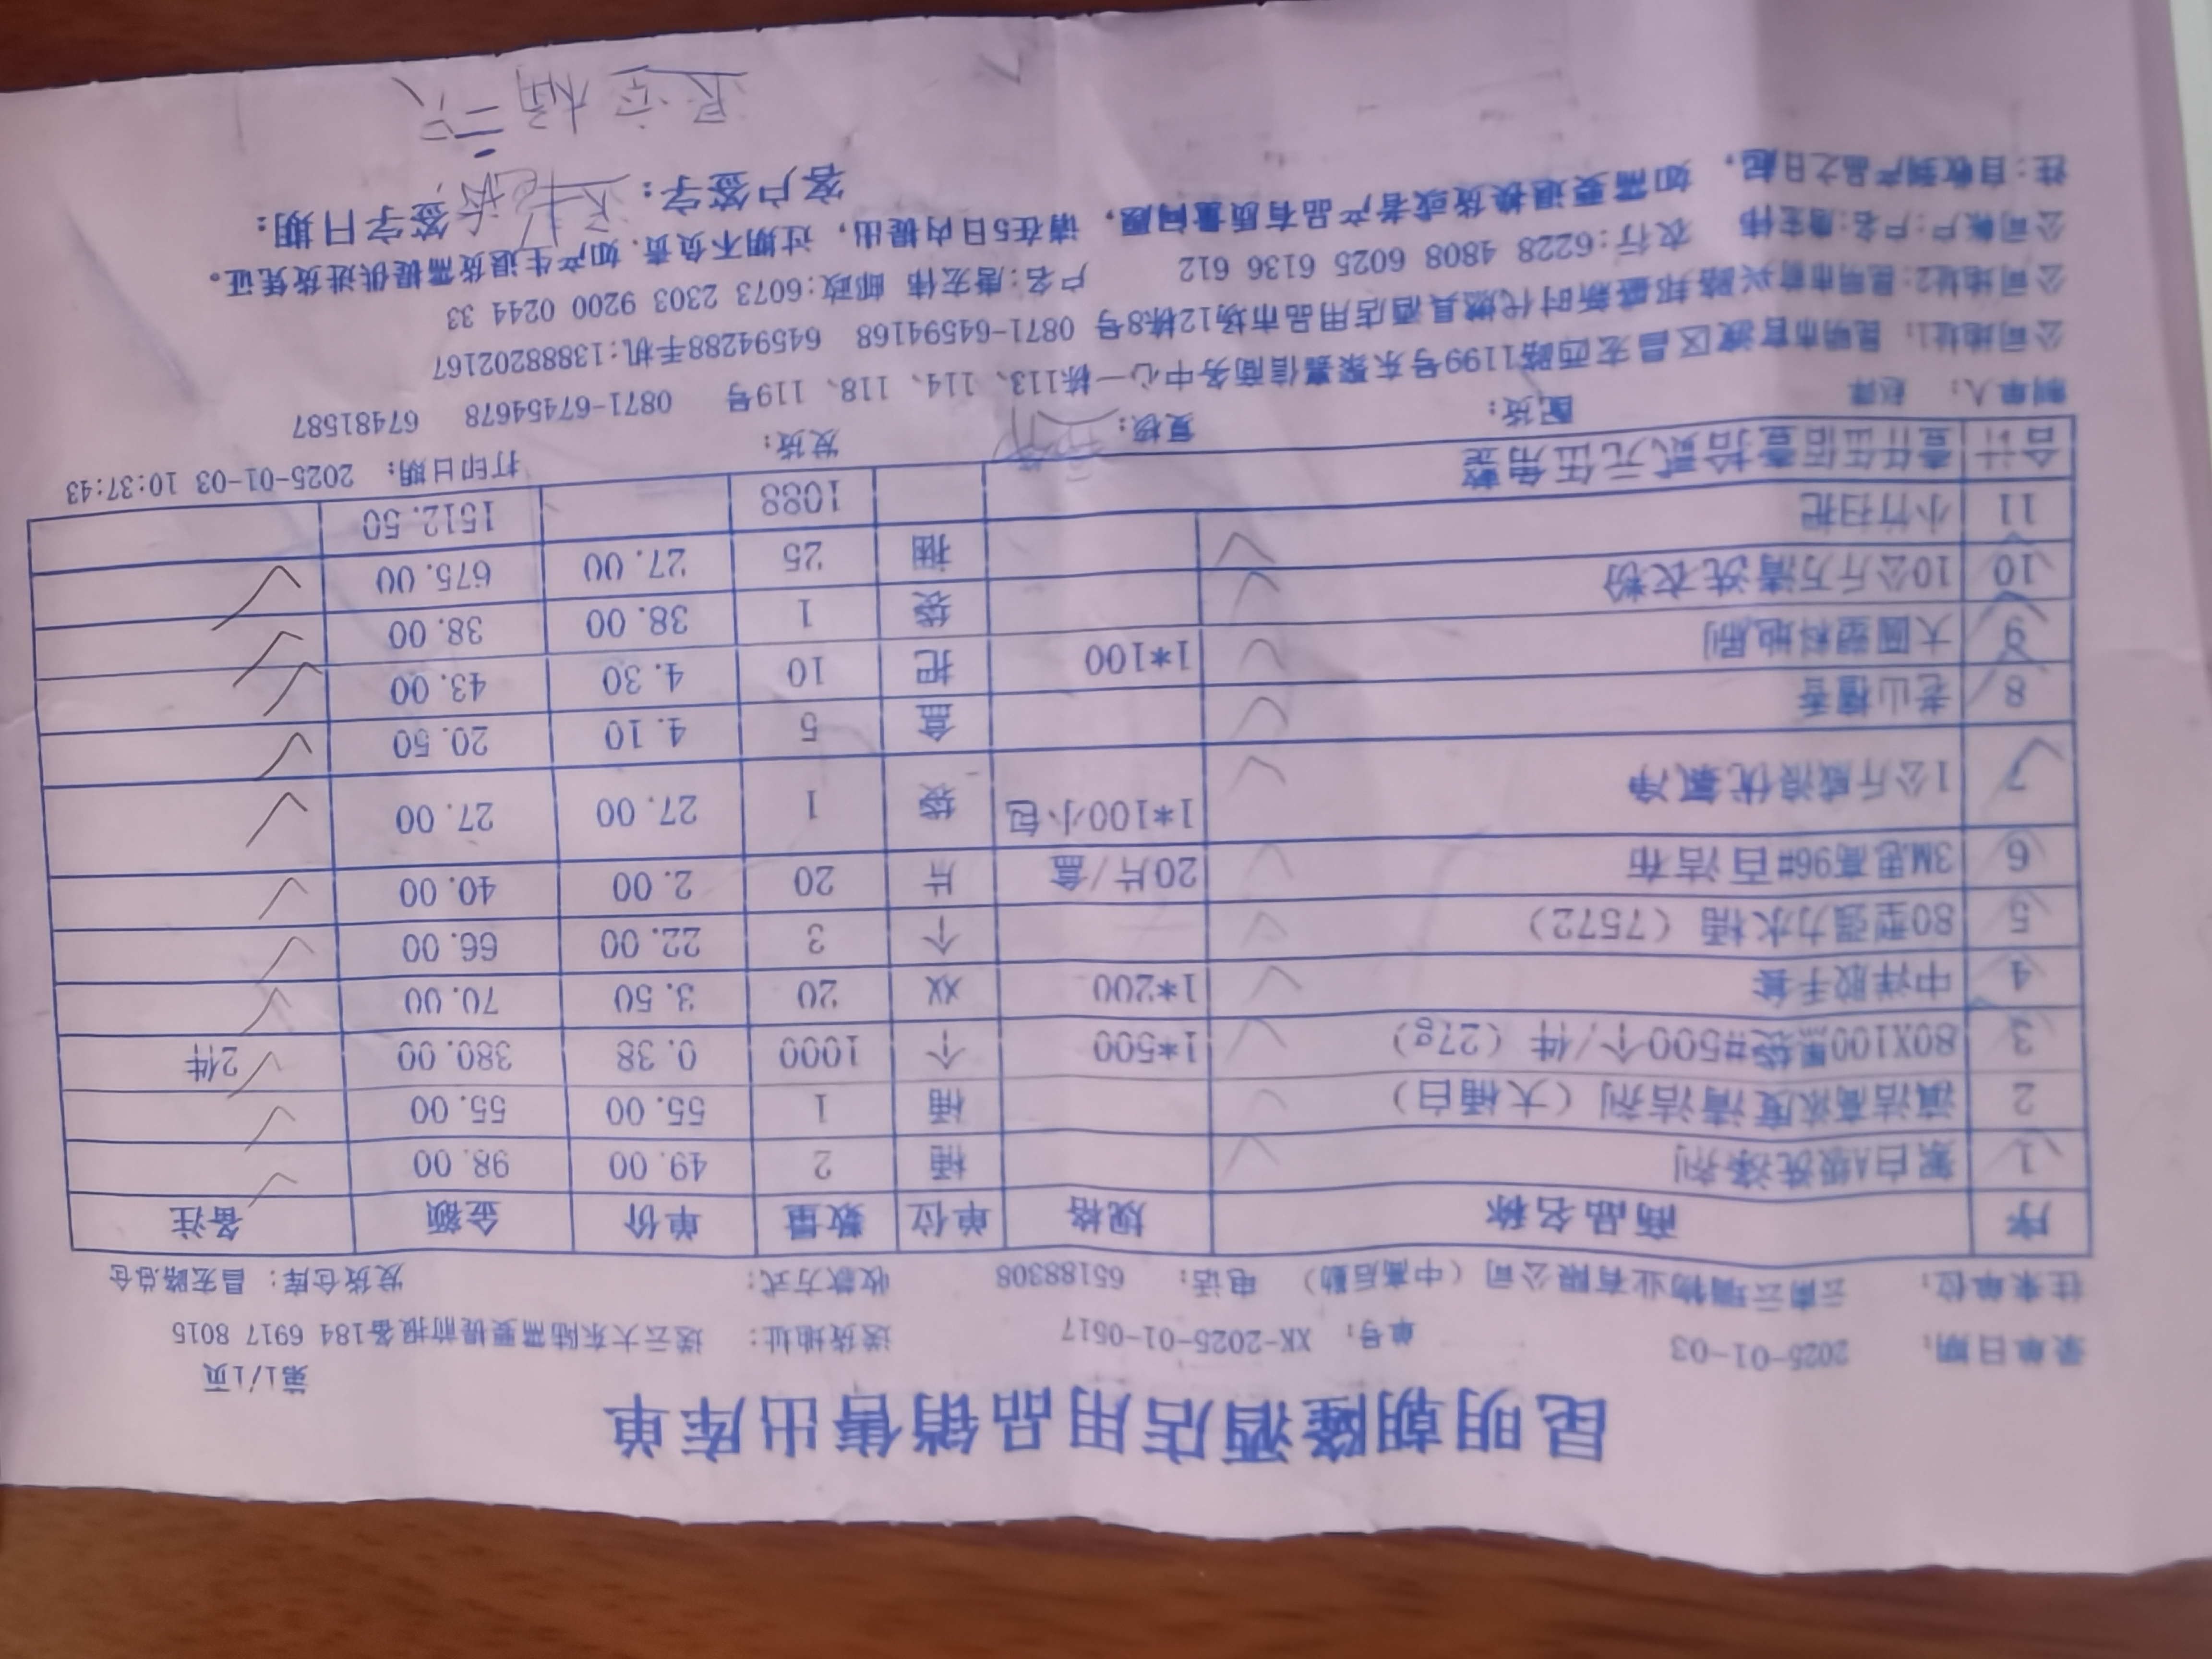 昆明朝隆酒店用品销售出库单
第1/1页
录单日期： 2025-01-03 单号： XK-2025-01-0517 送货地址： 送云大东陆需要提前报备184 6917 8015
往来单位： 云南云瑞物业有限公司（中高后勤） 电话： 65188308 收款方式： 发货仓库：昌宏路总仓
序 商品名称 规格 单位 数量 单价 金额 备注
1 絮白A级洗涤剂 桶 2 49.00 98.00
2 滇洁高浓度清洁剂（大桶白） 桶 1 55.00 55.00
3 80X100黑袋#500个/件（27g） 1*500 个 1000 0.38 380.00 2件
4 中洋胶手套 1*200 双 20 3.50 70.00
5 80型强力水桶（7572） 个 3 22.00 66.00
6 3M思高96#百洁布 20片/盒 片 20 2.00 40.00
7 1公斤威浪优氯净 1*100小包 袋 1 27.00 27.00
8 老山檀香 盒 5 4.10 20.50
9 大圆塑料地刷 1*100 把 10 4.30 43.00
10 10公斤万清洗衣粉 袋 1 38.00 38.00
11 小竹扫把 捆 25 27.00 675.00
合计 壹仟伍佰壹拾贰元伍角整 1088 1512.50
制单人： 配货： 复核： 发货： 打印日期： 2025-01-03 10:37:43
公司地址1：昆明市官渡区昌宏西路1199号东聚嘉信商务中心一栋113、114、118、119号 0871-67454678 67481587
公司地址2:昆明市前兴路邦盛新时代燃具酒店用品市场12栋8号 0871-64594168 64594288手机:13888202167
公司账户:户名:唐宏伟 农行:6228 4808 6025 6136 612 户名:唐宏伟 邮政:6073 2303 9200 0244 33
注：自收到产品之日起，如需要退换货或者产品有质量问题，请在5日内提出，过期不负责.如产生退货需提供进货凭证。
客户签字： 签字日期：